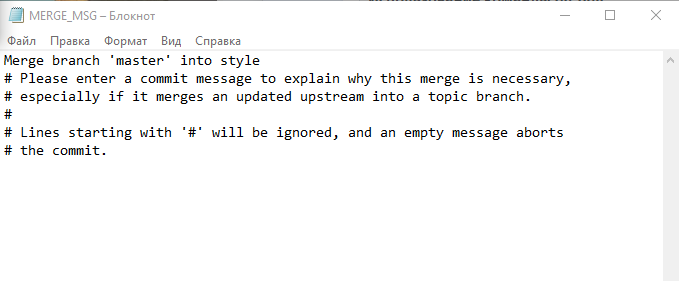 MERGE_MSG – Блокнот
Файл Правка Формат Вид Справка
Merge branch 'master' into style
# Please enter a commit message to explain why this merge is necessary,
# especially if it merges an updated upstream into a topic branch.
#
# Lines starting with '#' will be ignored, and an empty message aborts
# the commit.